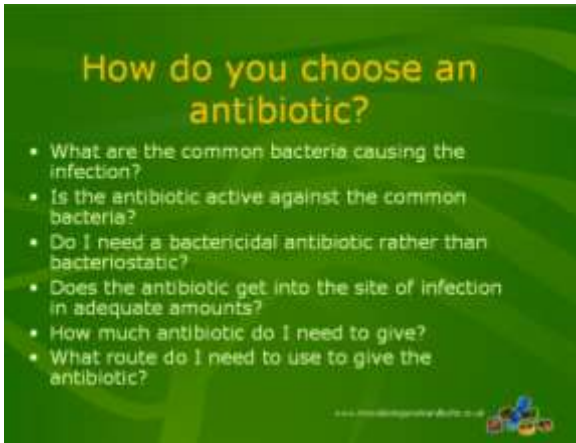 How do you choose an
antibiotic?
• What are the common bacteria causing the
infection?
• Is the antibiotic active against the common
bacteria?
• Do I need a bactericidal antibiotic rather than
bacteriostatic?
• Does the antibiotic get into the site of infection
in adequate amounts?
• How much antibiotic do I need to give?
• What route do I need to use to give the
antibiotic?